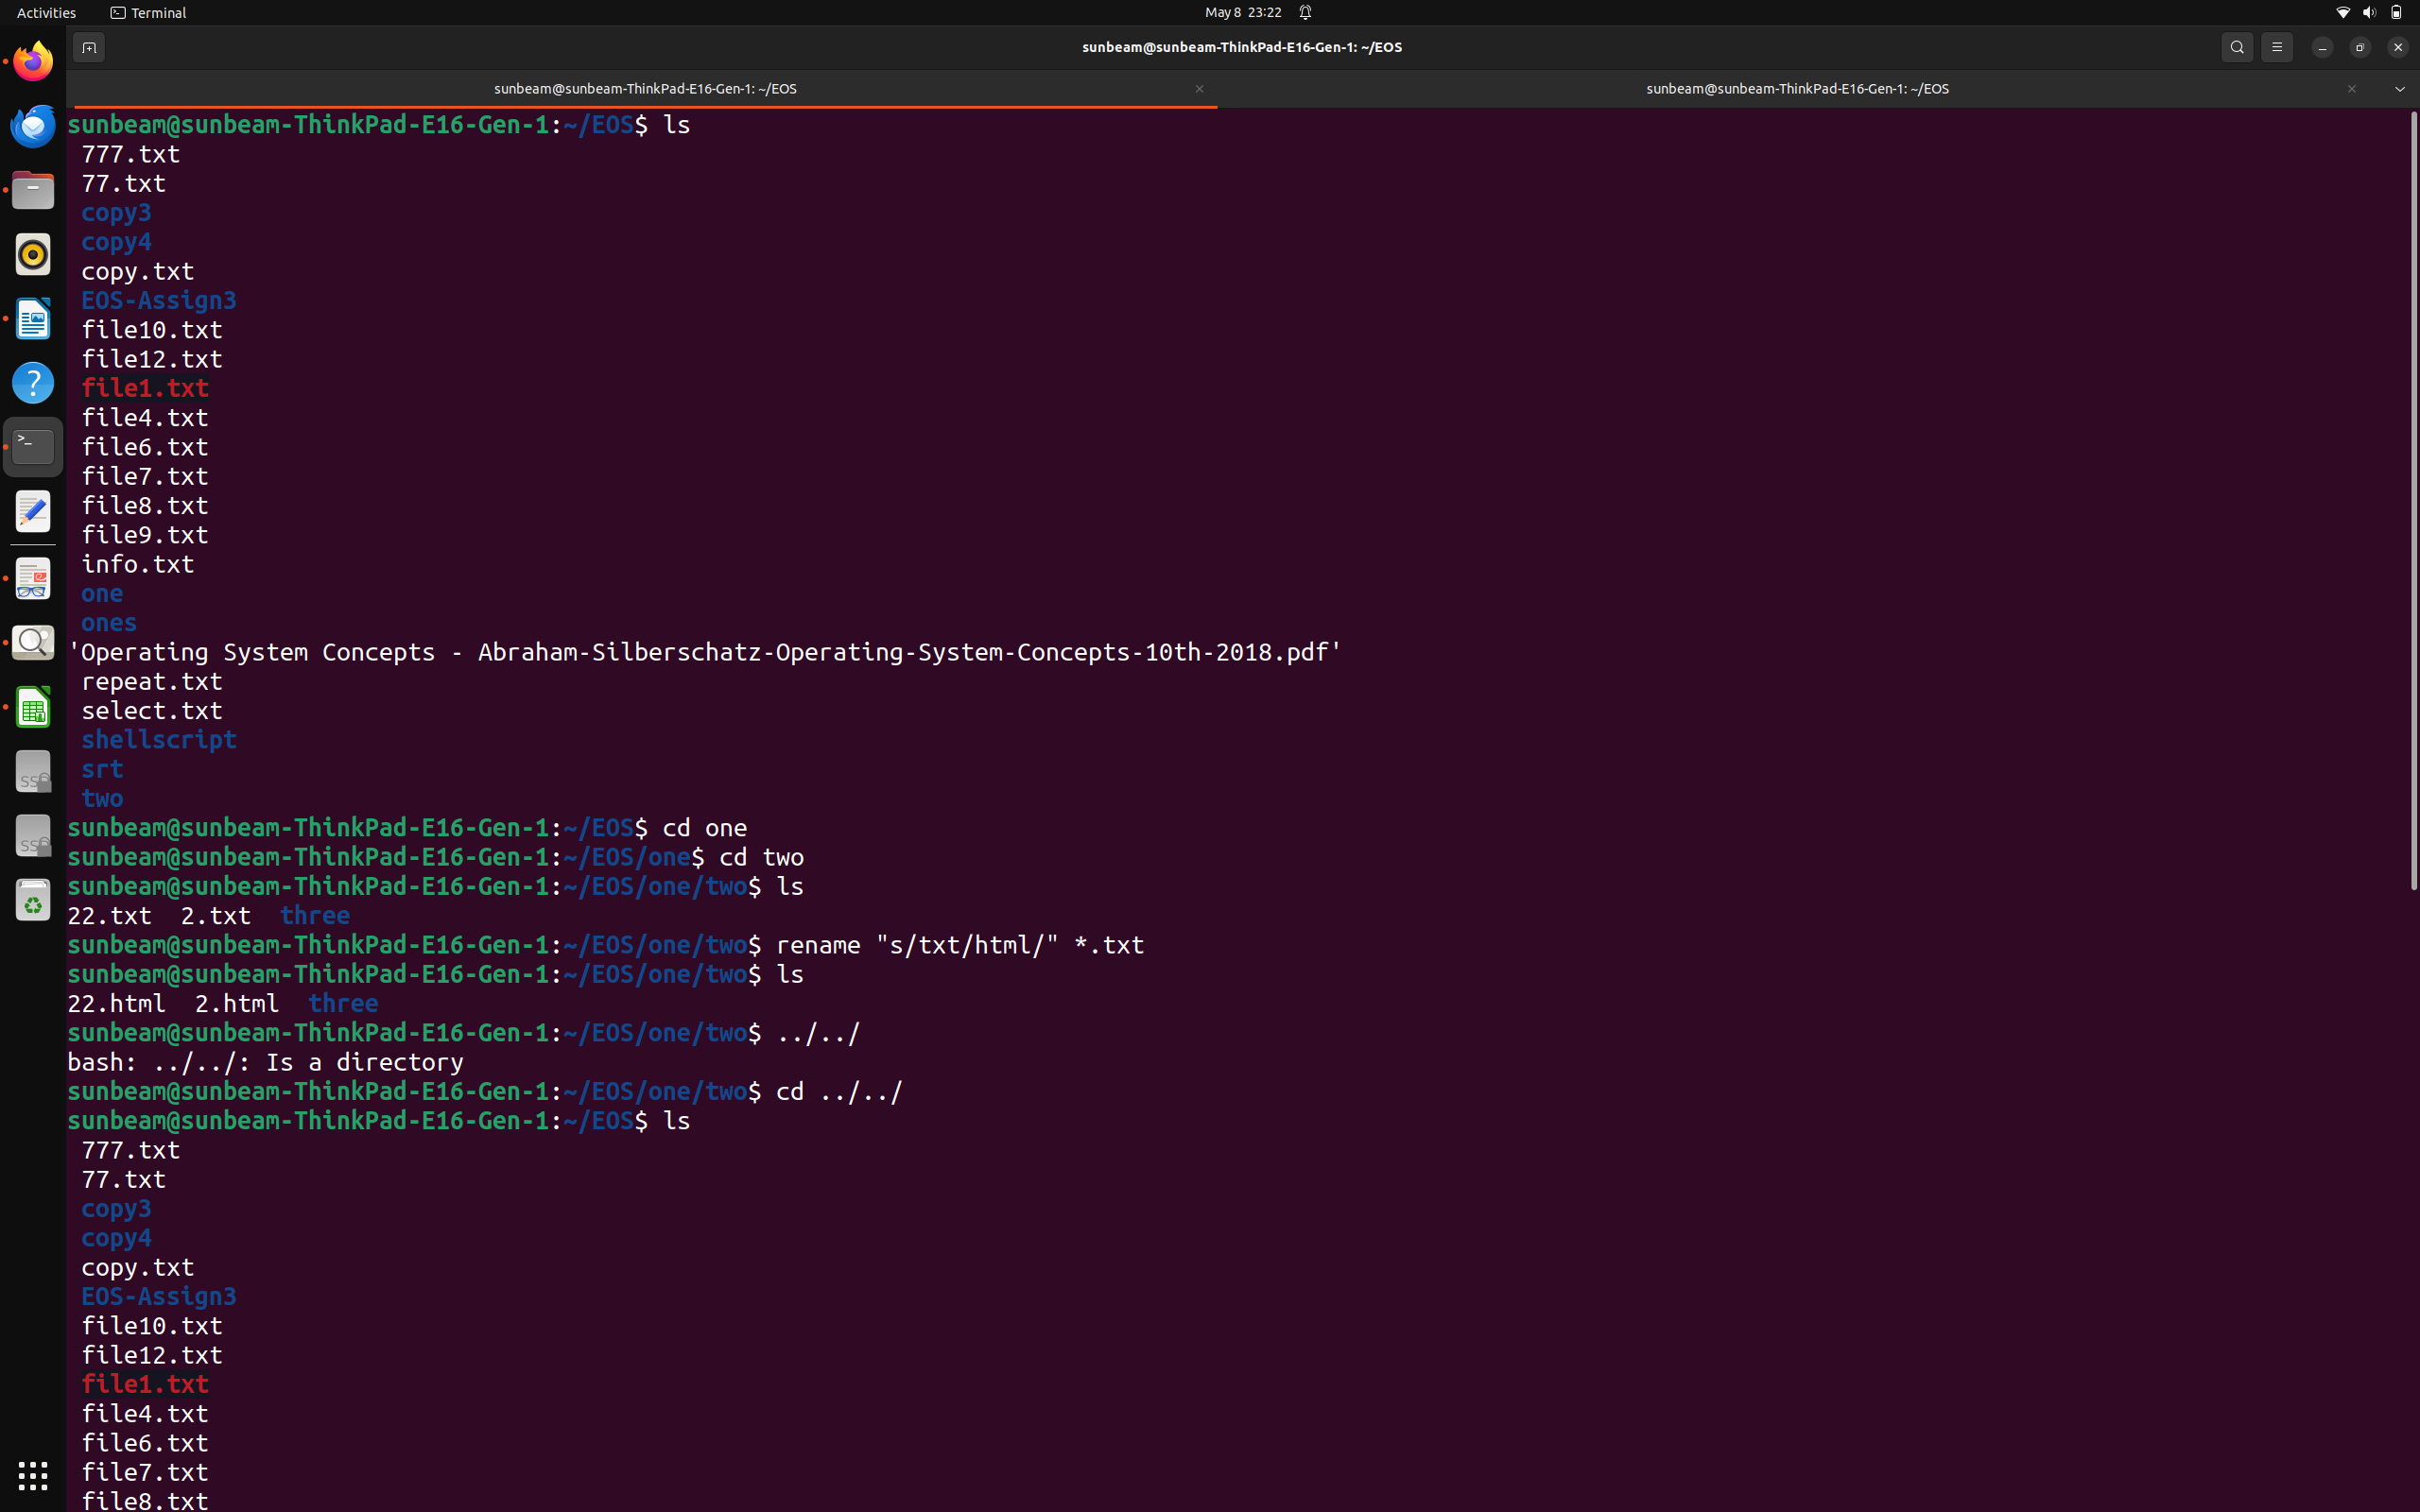 Activities Terminal May 8 23:22
sunbeam@sunbeam-ThinkPad-E16-Gen-1: ~/EOS
sunbeam@sunbeam-ThinkPad-E16-Gen-1: ~/EOS sunbeam@sunbeam-ThinkPad-E16-Gen-1: ~/EOS
sunbeam@sunbeam-ThinkPad-E16-Gen-1:~/EOS$ ls
777.txt
77.txt
copy3
copy4
copy.txt
EOS-Assign3
file10.txt
file12.txt
file1.txt
file4.txt
file6.txt
file7.txt
file8.txt
file9.txt
info.txt
one
ones
'Operating System Concepts - Abraham-Silberschatz-Operating-System-Concepts-10th-2018.pdf'
repeat.txt
select.txt
shellscript
srt
two
sunbeam@sunbeam-ThinkPad-E16-Gen-1:~/EOS$ cd one
sunbeam@sunbeam-ThinkPad-E16-Gen-1:~/EOS/one$ cd two
sunbeam@sunbeam-ThinkPad-E16-Gen-1:~/EOS/one/two$ ls
22.txt  2.txt  three
sunbeam@sunbeam-ThinkPad-E16-Gen-1:~/EOS/one/two$ rename "s/txt/html/" *.txt
sunbeam@sunbeam-ThinkPad-E16-Gen-1:~/EOS/one/two$ ls
22.html  2.html  three
sunbeam@sunbeam-ThinkPad-E16-Gen-1:~/EOS/one/two$ ../../
bash: ../../: Is a directory
sunbeam@sunbeam-ThinkPad-E16-Gen-1:~/EOS/one/two$ cd ../../
sunbeam@sunbeam-ThinkPad-E16-Gen-1:~/EOS$ ls
777.txt
77.txt
copy3
copy4
copy.txt
EOS-Assign3
file10.txt
file12.txt
file1.txt
file4.txt
file6.txt
file7.txt
file8.txt